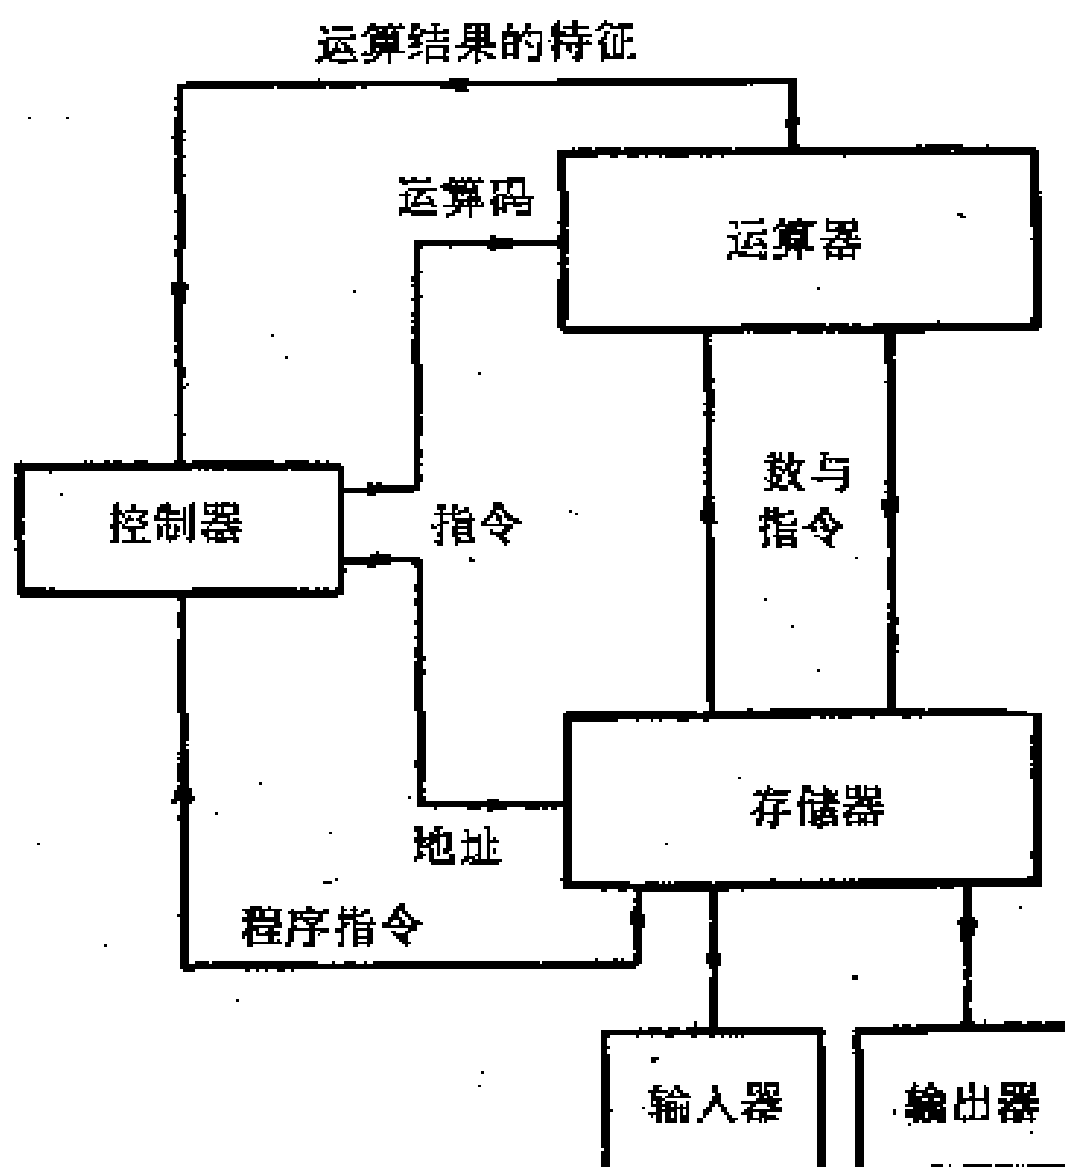 运算结果的特征
运算码
运算器
控制器
指令
数与
指令
存储器
地址
程序指令
输入器
输出器